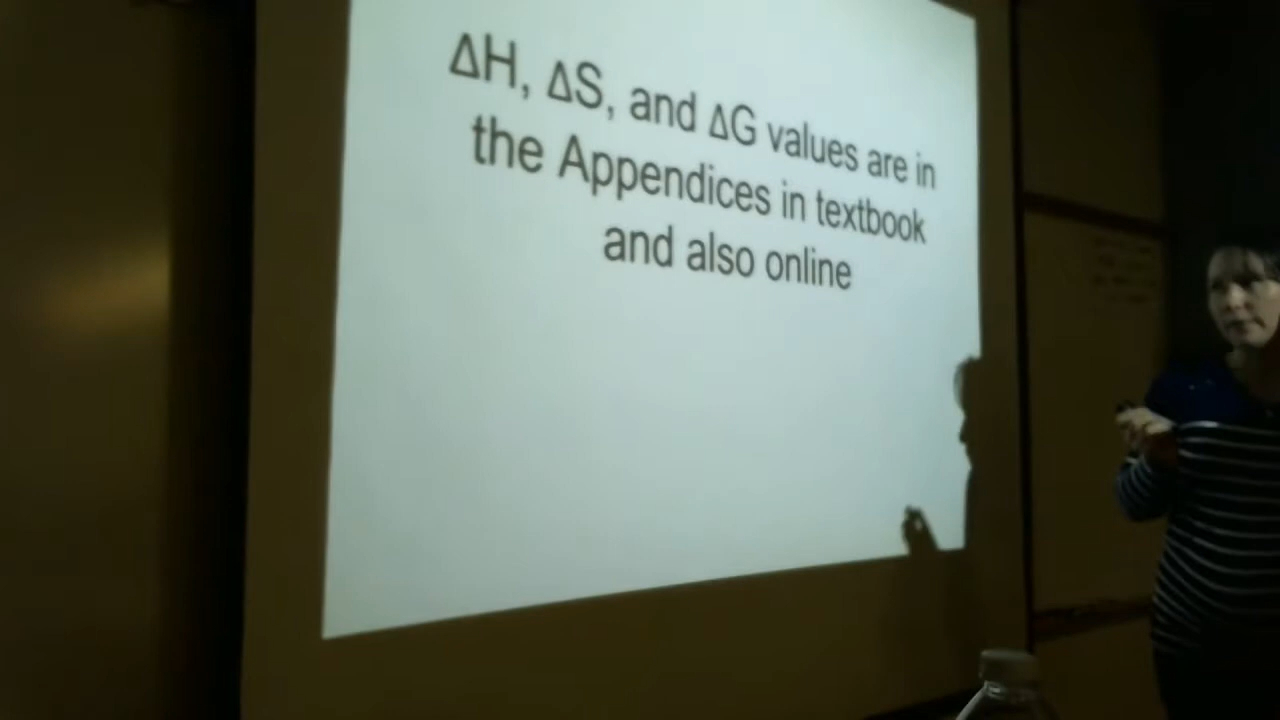 ΔH, ΔS, and ΔG values are in
the Appendices in textbook
and also online